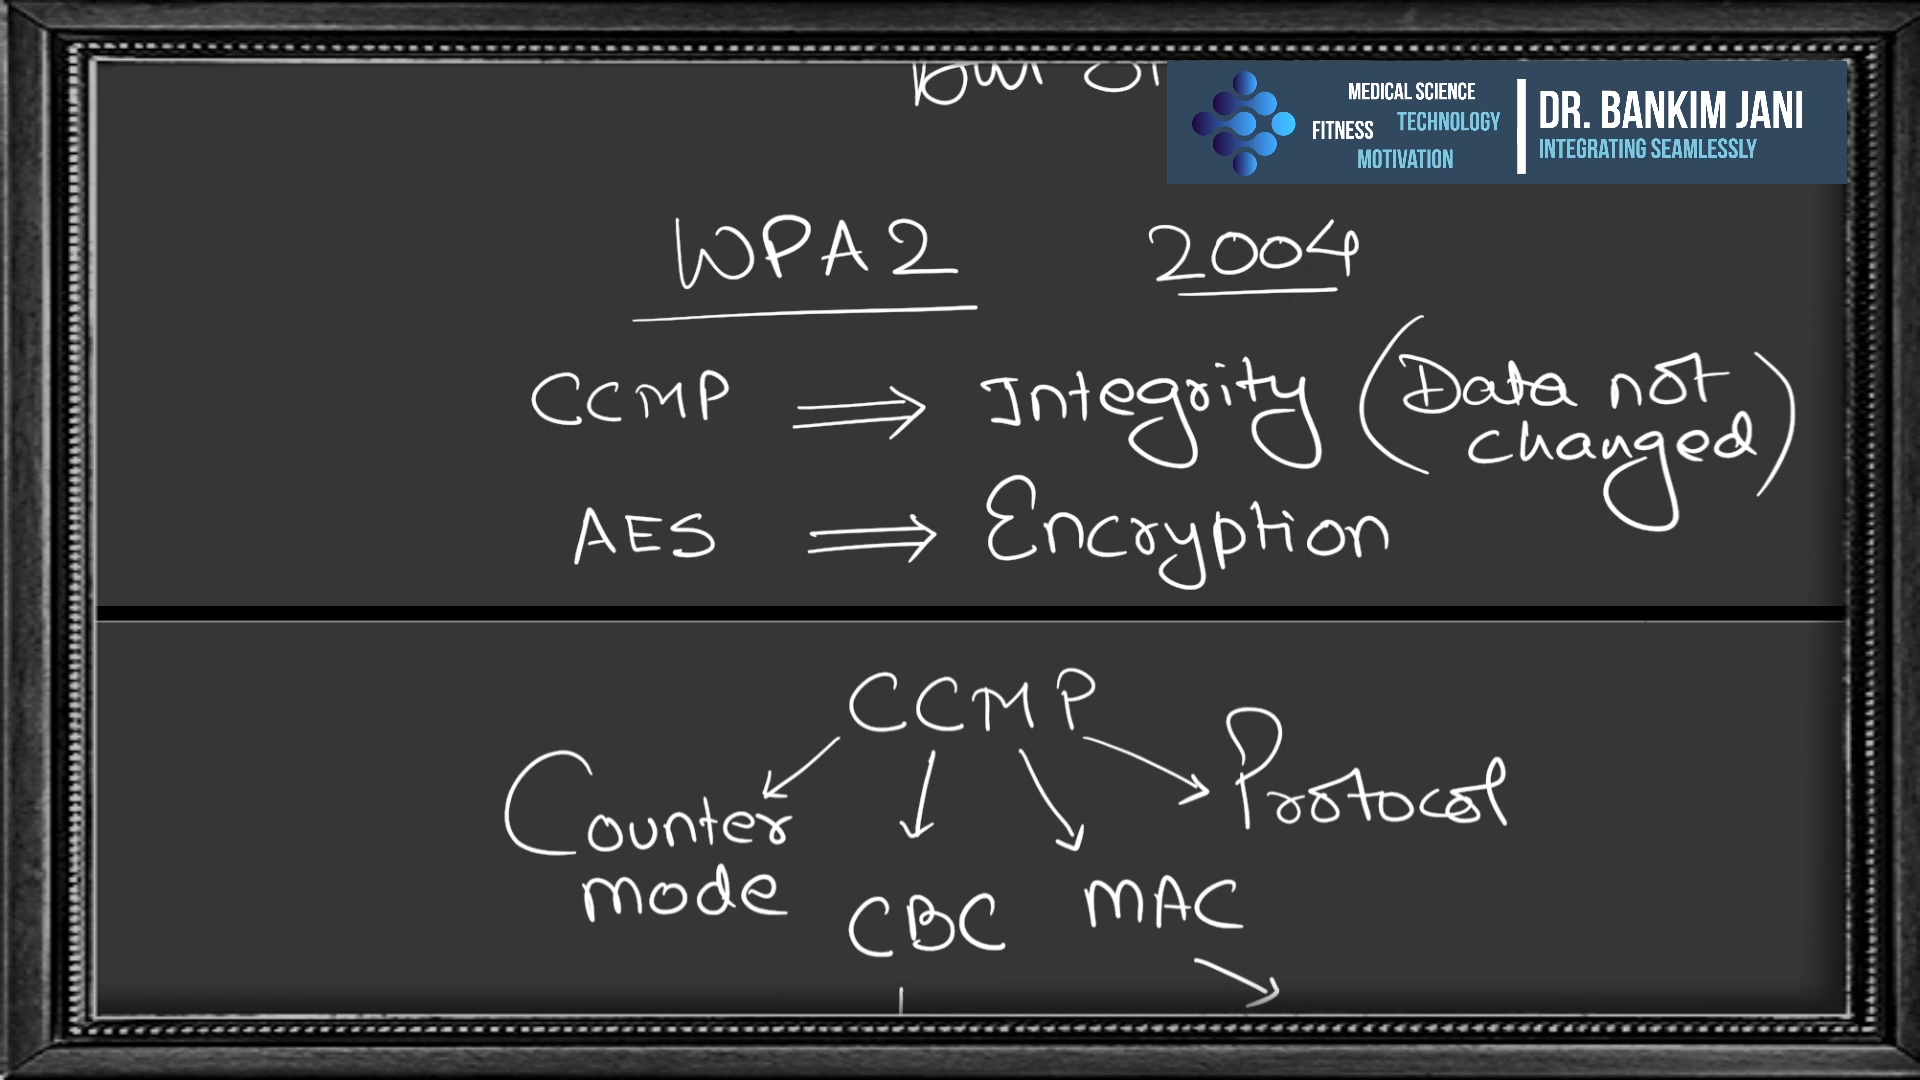 MEDICAL SCIENCE
FITNESS TECHNOLOGY
MOTIVATION
DR. BANKIM JANI
INTEGRATING SEAMLESSLY
WPA2 2004
CCMP ⇒ Integrity (Data not changed)
AES ⇒ Encryption
CCMP
Counter mode
CBC
MAC
Protocol